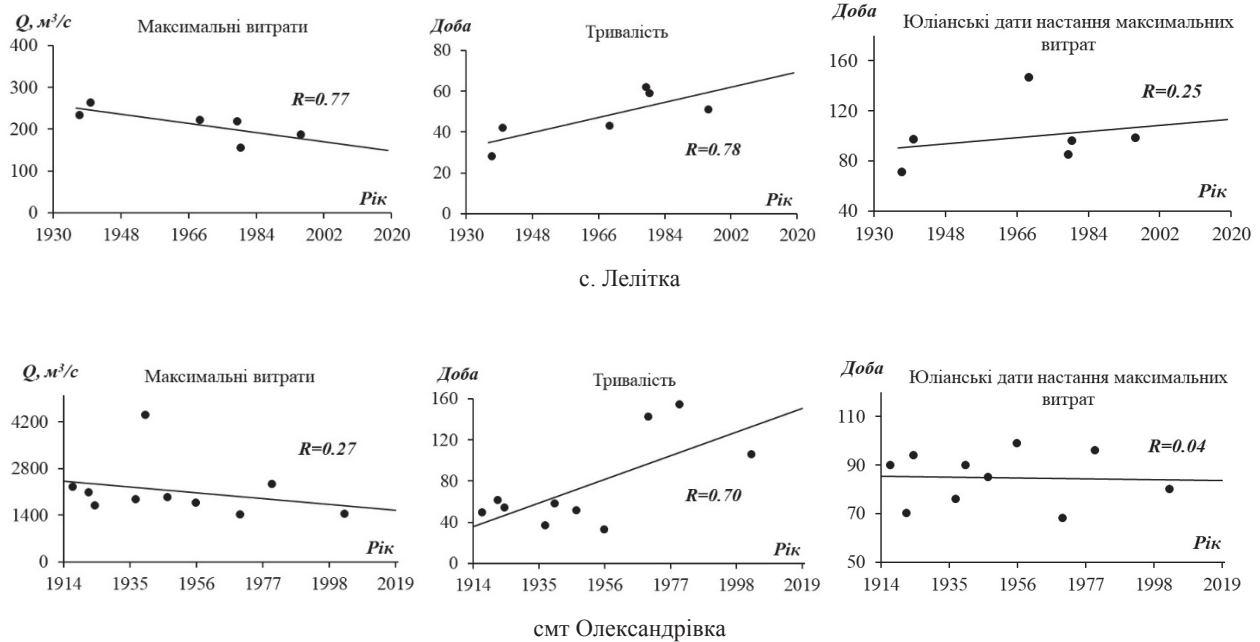 Q, м³/с
Максимальні витрати
400
300
200
100
0
R=0.77
Рік
1930 1948 1966 1984 2002 2020
Доба
Тривалість
80
60
40
20
0
R=0.78
Рік
1930 1948 1966 1984 2002 2020
Доба
Юліанські дати настання максимальних
витрат
160
120
80
40
R=0.25
Рік
1930 1948 1966 1984 2002 2020
с. Лелітка
Q, м³/с
Максимальні витрати
4200
2800
1400
0
R=0.27
Рік
1914 1935 1956 1977 1998 2019
Доба
Тривалість
160
120
80
40
0
R=0.70
Рік
1914 1935 1956 1977 1998 2019
Доба
Юліанські дати настання максимальних
витрат
110
90
70
50
R=0.04
Рік
1914 1935 1956 1977 1998 2019
смт Олександрівка